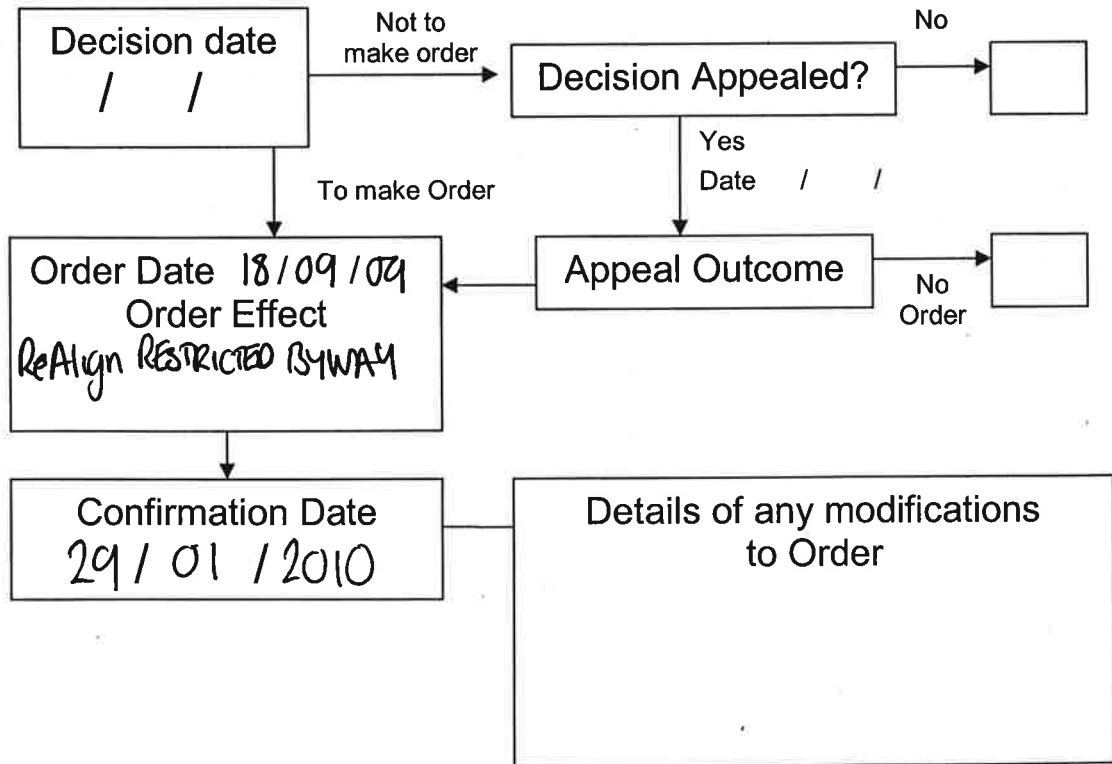 Decision date
/ /
Not to
make order
Decision Appealed?
No
Yes
Date / /
To make Order
Order Date 18/09/09
Order Effect
ReAlign RESTRICTED BYWAY
Appeal Outcome
No
Order
Confirmation Date
29/01/2010
Details of any modifications
to Order